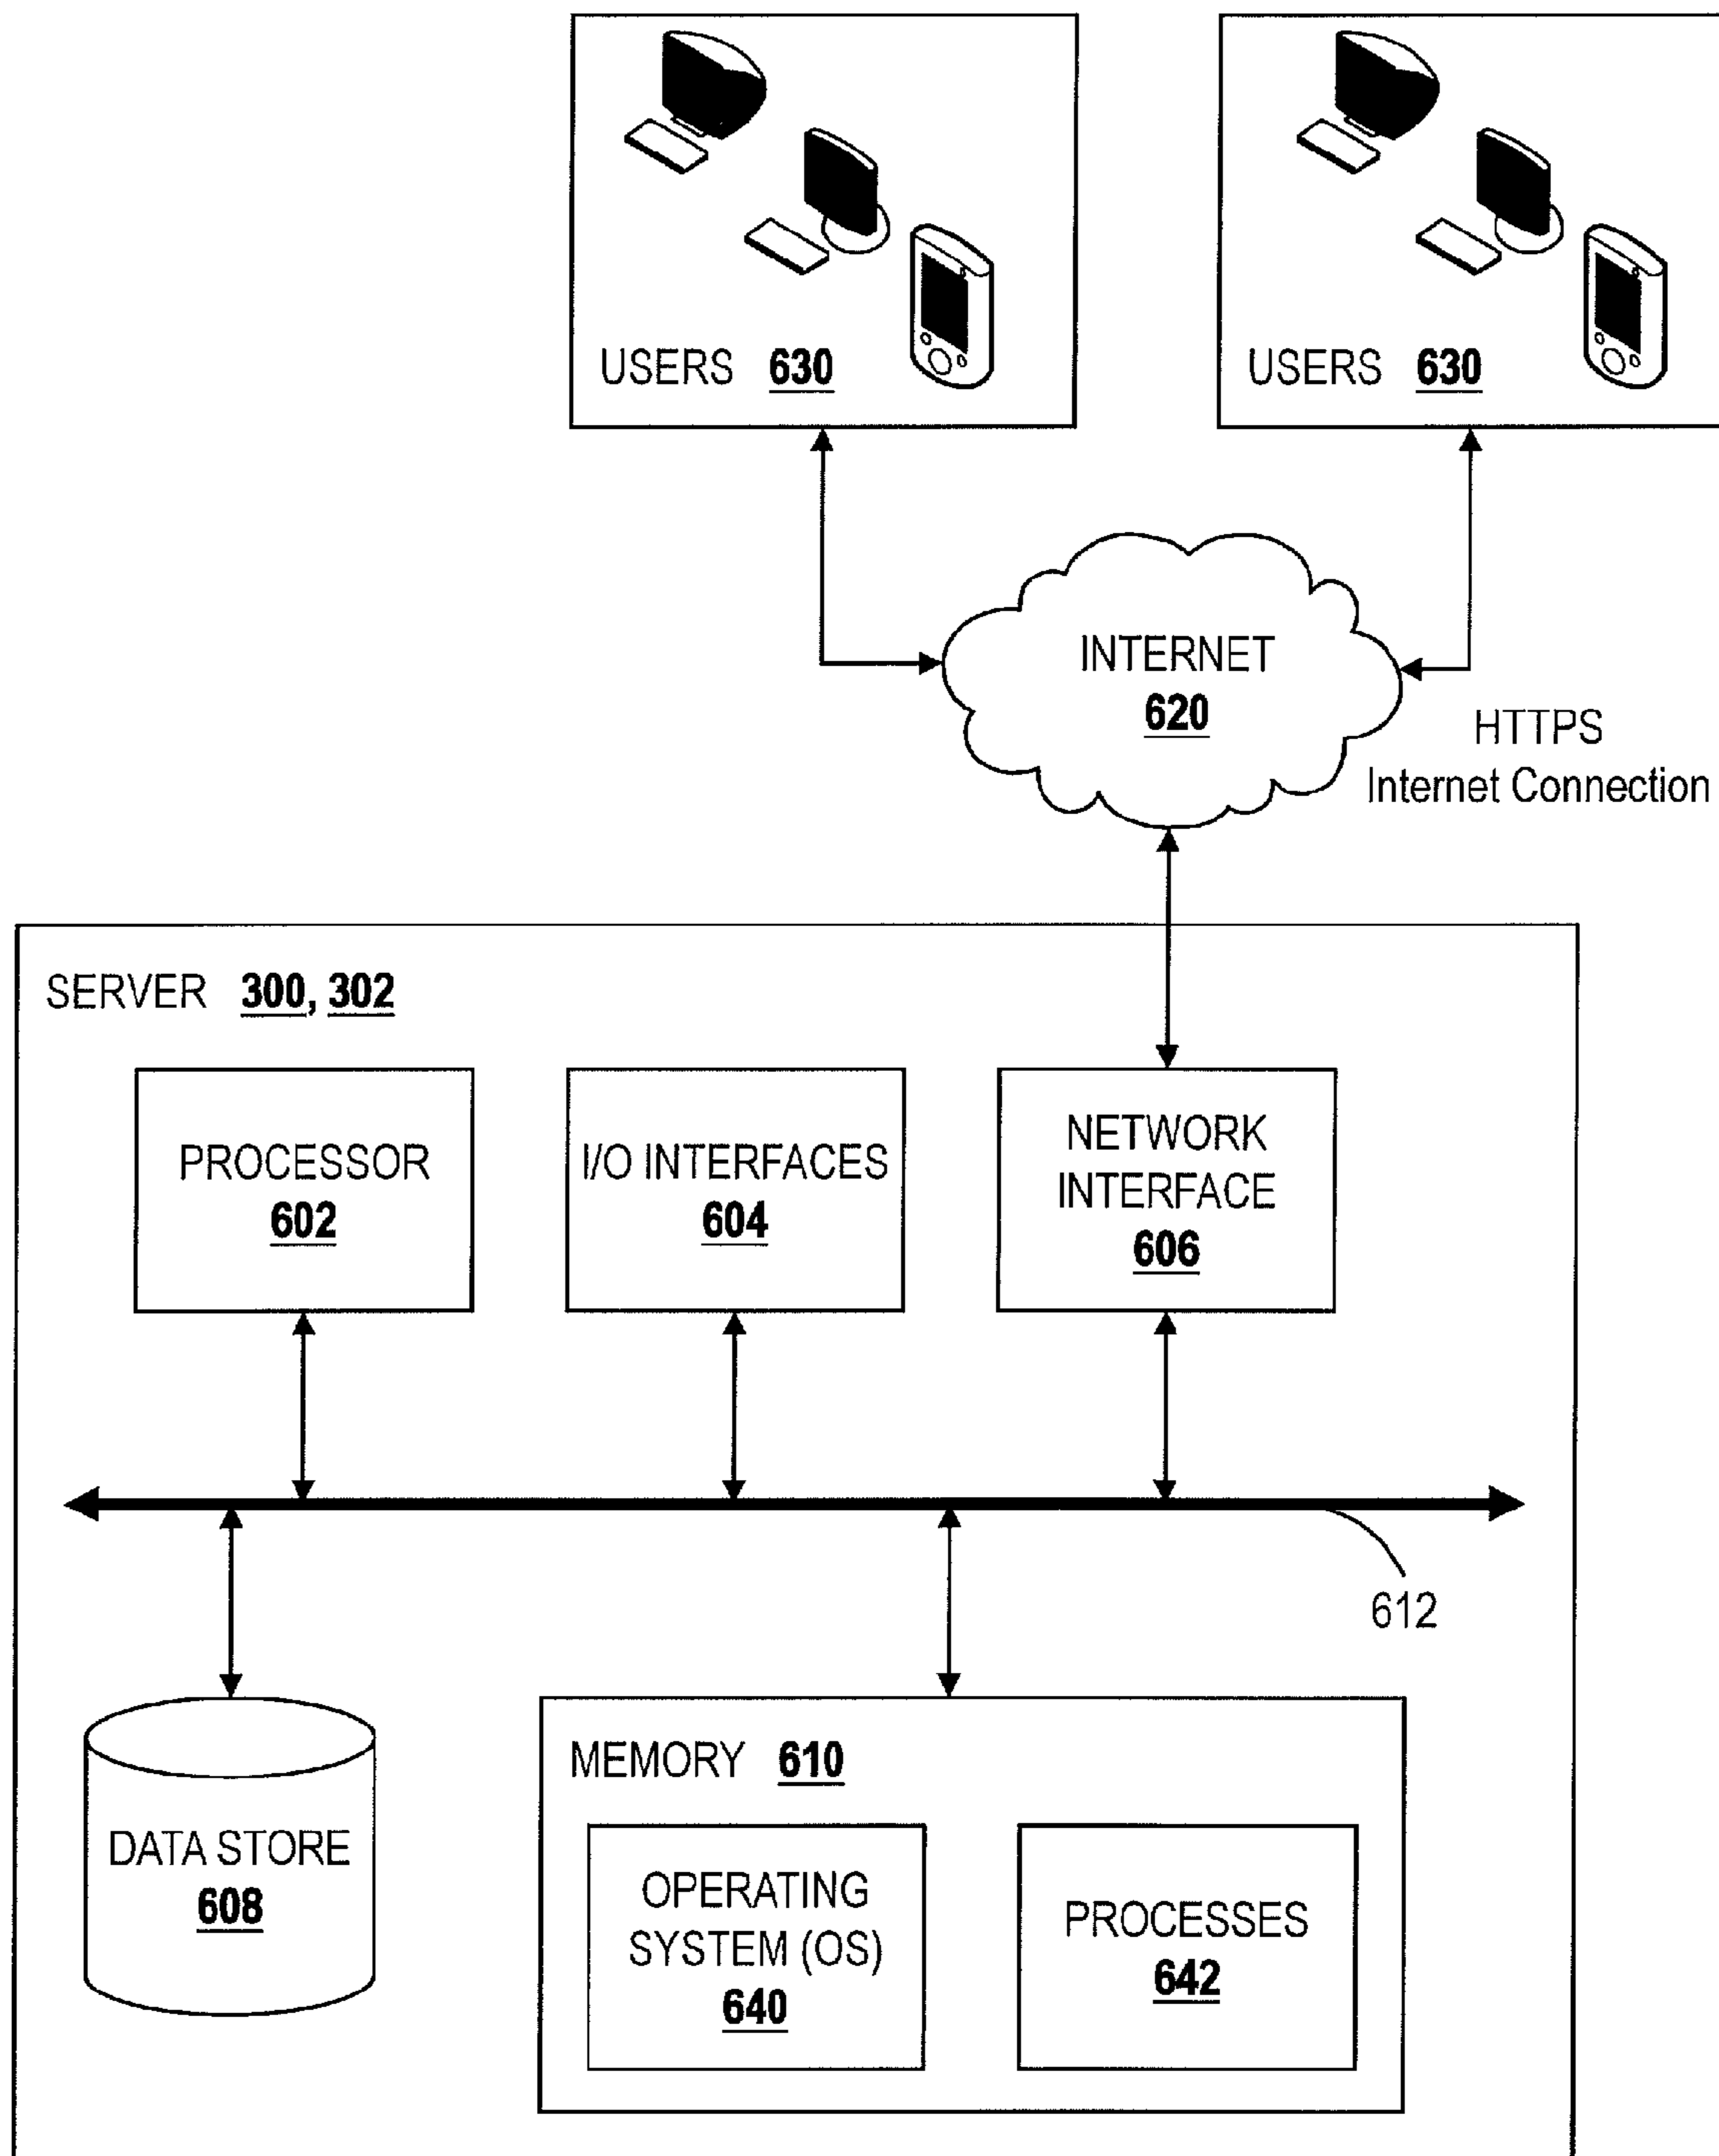 USERS 630
USERS 630
INTERNET
620
HTTPS
Internet Connection
SERVER 300, 302
PROCESSOR
602
I/O INTERFACES
604
NETWORK
INTERFACE
606
612
DATA STORE
608
MEMORY 610
OPERATING
SYSTEM (OS)
640
PROCESSES
642